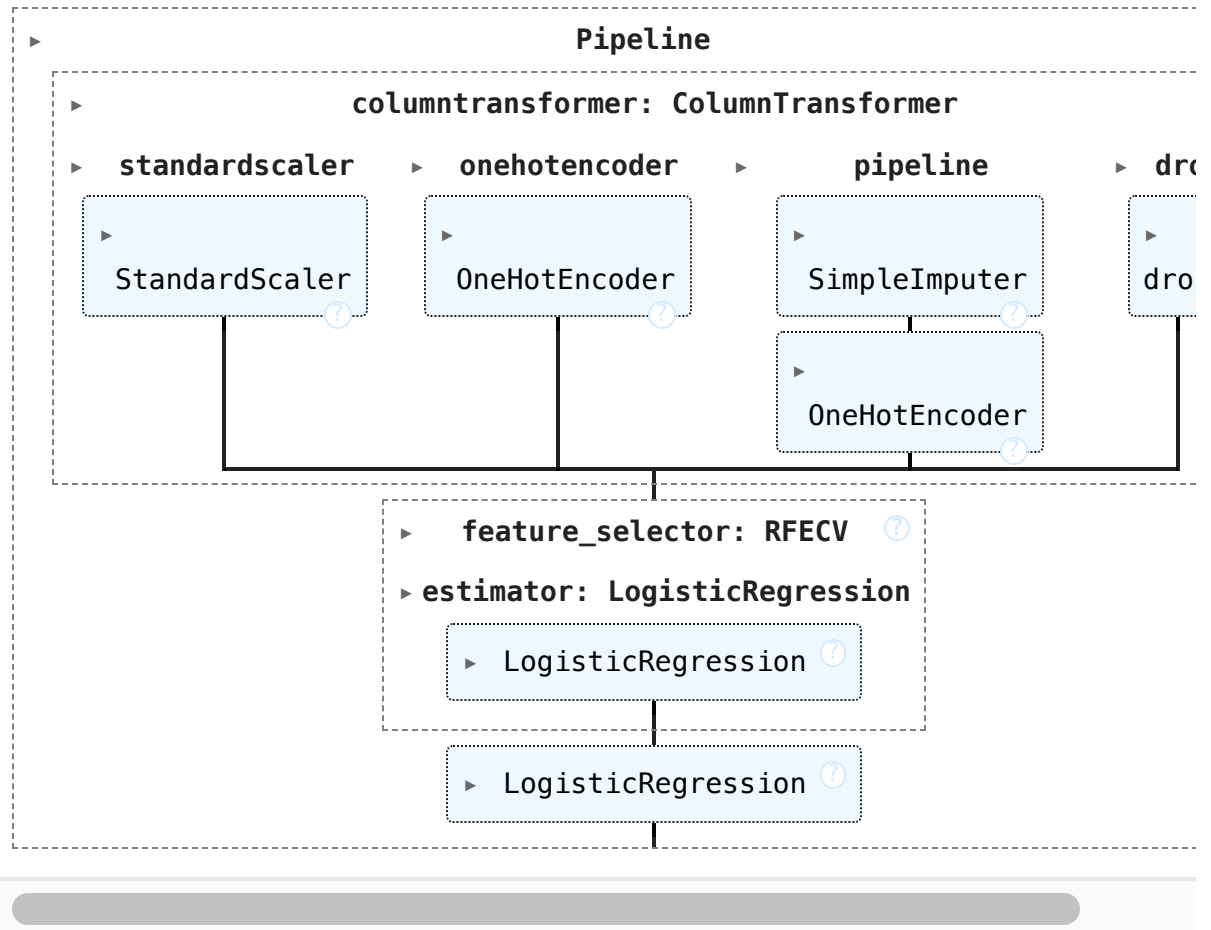 Pipeline
columntransformer: ColumnTransformer
standardscaler onehotencoder pipeline
StandardScaler OneHotEncoder SimpleImputer
OneHotEncoder
feature_selector: RFECV
estimator: LogisticRegression
LogisticRegression
LogisticRegression